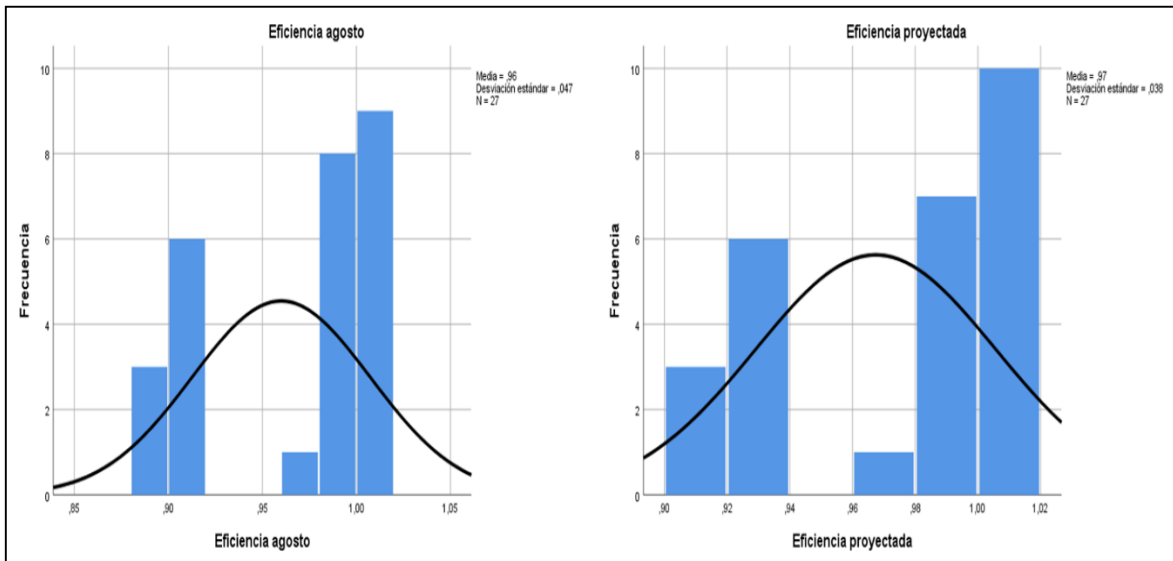 Eficiencia agosto
Media = ,96
Desviación estándar = ,047
N = 27
10
8
6
4
2
0
Frecuencia
,85
,90
,95
1,00
1,05
Eficiencia agosto
Eficiencia proyectada
Media = ,97
Desviación estándar = ,038
N = 27
10
8
6
4
2
0
Frecuencia
,90
,92
,94
,96
,98
1,00
1,02
Eficiencia proyectada